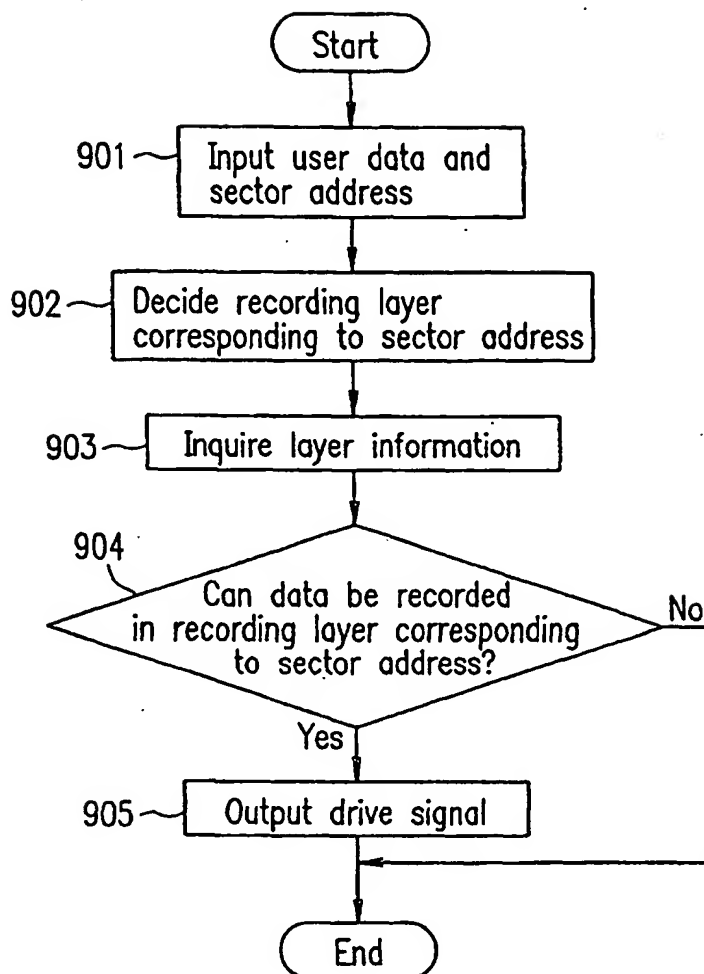 Start
901
Input user data and
sector address
902
Decide recording layer
corresponding to sector address
903
Inquire layer information
904
Can data be recorded
in recording layer corresponding
to sector address?
No
Yes
905
Output drive signal
End